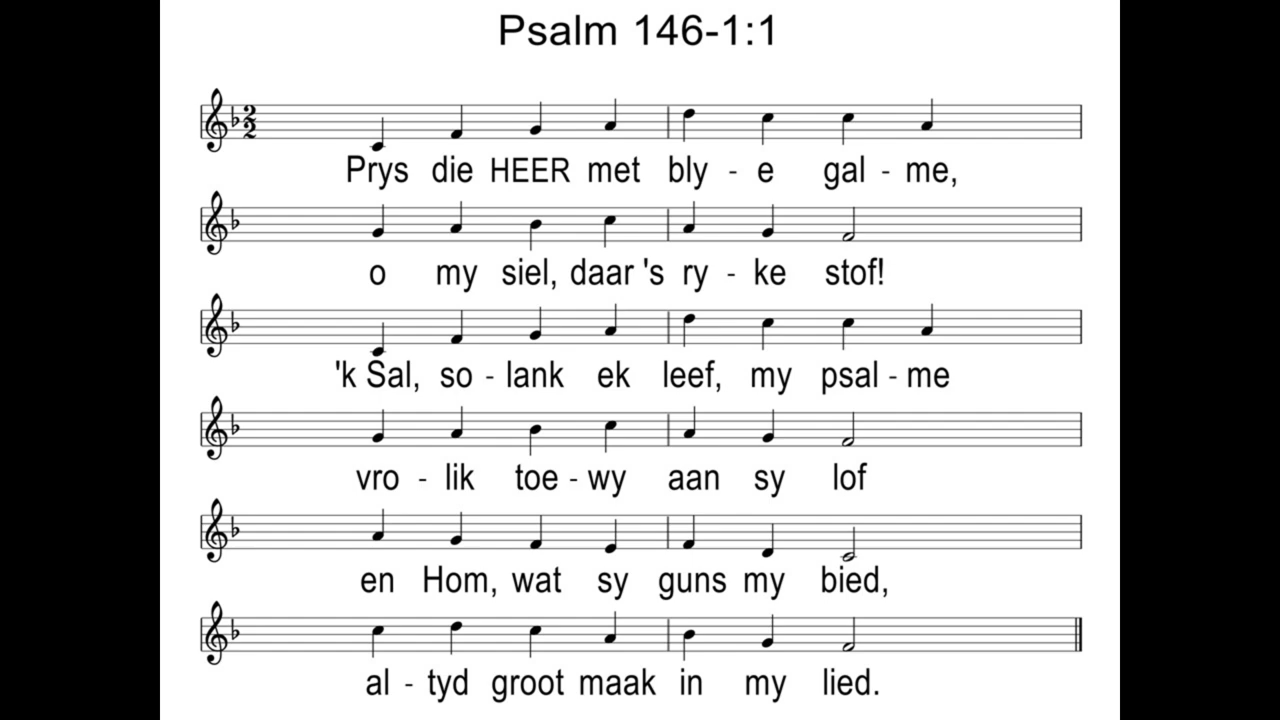 Psalm 146-1:1
2
2
Prys die HEER met bly - e gal - me,
o my siel, daar 's ry - ke stof!
'k Sal, so - lank ek leef, my psal - me
vro - lik toe - wy aan sy lof
en Hom, wat sy guns my bied,
al - tyd groot maak in my lied.